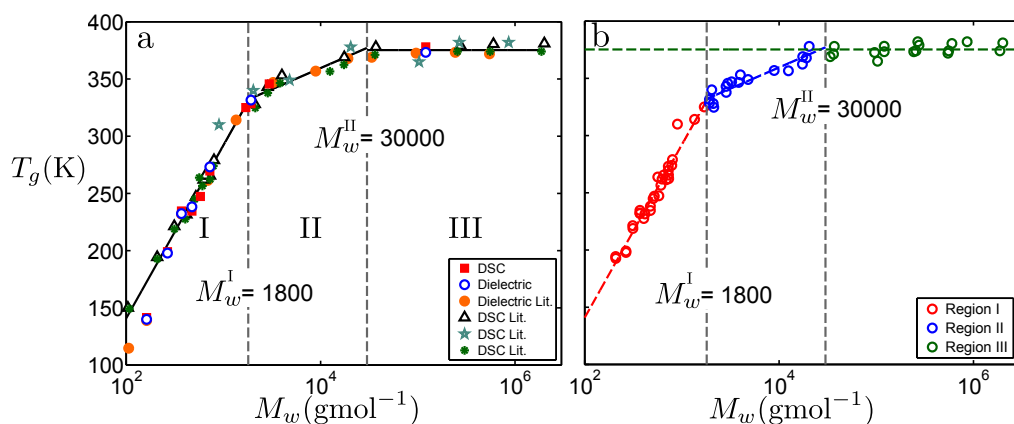 a
b
400
350
300
250
200
150
100
T_g(K)
M_w^II = 30000
I
II
III
M_w^I = 1800
DSC
Dielectric
Dielectric Lit.
DSC Lit.
DSC Lit.
DSC Lit.
10^2
10^4
10^6
M_w(gmol^−1)
M_w^II = 30000
M_w^I = 1800
Region I
Region II
Region III
10^2
10^4
10^6
M_w(gmol^−1)